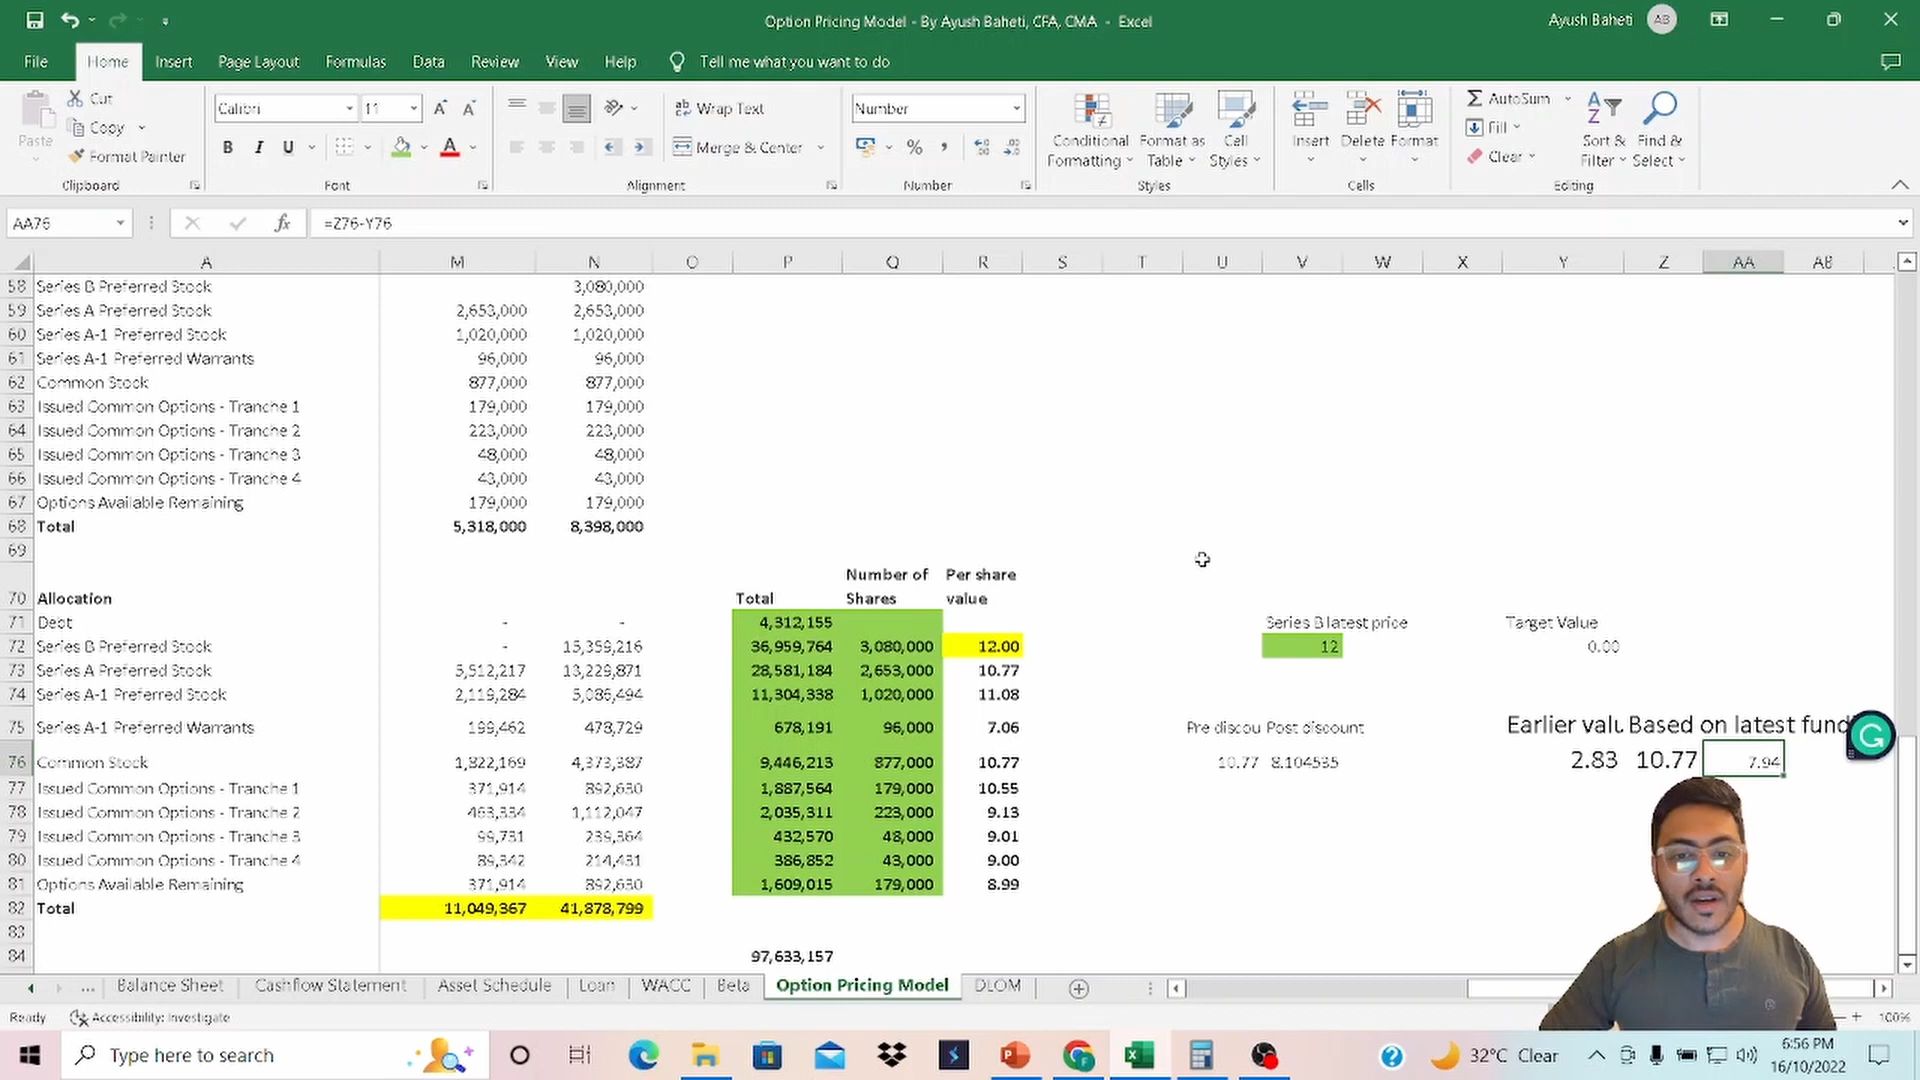 Option Pricing Model - By Ayush Baheti, CFA, CMA - Excel
Ayush Baheti AB
File Home Insert Page Layout Formulas Data Review View Help Tell me what you want to do
Paste
Cut
Copy
Format Painter
Clipboard
Calibri 11
B I U
Font
Wrap Text
Merge & Center
Alignment
Number
Number
Conditional Formatting
Format as Table
Cell Styles
Styles
Insert Delete Format
Cells
AutoSum
Fill
Clear
Sort & Filter
Find & Select
Editing
AA76 fx =Z76-Y76
A M N O P Q R S T U V W X Y Z AA AB
58 Series B Preferred Stock 3,080,000
59 Series A Preferred Stock 2,653,000 2,653,000
60 Series A-1 Preferred Stock 1,020,000 1,020,000
61 Series A-1 Preferred Warrants 96,000 96,000
62 Common Stock 877,000 877,000
63 Issued Common Options - Tranche 1 179,000 179,000
64 Issued Common Options - Tranche 2 223,000 223,000
65 Issued Common Options - Tranche 3 48,000 48,000
66 Issued Common Options - Tranche 4 43,000 43,000
67 Options Available Remaining 179,000 179,000
68 Total 5,318,000 8,398,000
69
70 Allocation Total Number of Shares Per share value
71 Debt - - 4,312,155 Series B latest price Target Value
72 Series B Preferred Stock - 15,359,216 36,959,764 3,080,000 12.00 12 0.00
73 Series A Preferred Stock 5,512,217 13,229,871 28,581,184 2,653,000 10.77
74 Series A-1 Preferred Stock 2,119,284 5,086,494 11,304,338 1,020,000 11.08
75 Series A-1 Preferred Warrants 199,462 478,729 678,191 96,000 7.06 Pre discou Post discount Earlier valu Based on latest fund
76 Common Stock 1,822,169 4,373,387 9,446,213 877,000 10.77 10.77 8.104535 2.83 10.77 7.94
77 Issued Common Options - Tranche 1 371,914 892,630 1,887,564 179,000 10.55
78 Issued Common Options - Tranche 2 463,334 1,112,047 2,035,311 223,000 9.13
79 Issued Common Options - Tranche 3 99,731 239,364 432,570 48,000 9.01
80 Issued Common Options - Tranche 4 89,342 214,431 386,852 43,000 9.00
81 Options Available Remaining 371,914 892,630 1,609,015 179,000 8.99
82 Total 11,049,367 41,878,799
83
84 97,633,157
... Balance Sheet Cashflow Statement Asset Schedule Loan WACC Beta Option Pricing Model DLOM
Ready Accessibility: Investigate 100%
Type here to search 32°C Clear 6:56 PM
16/10/2022